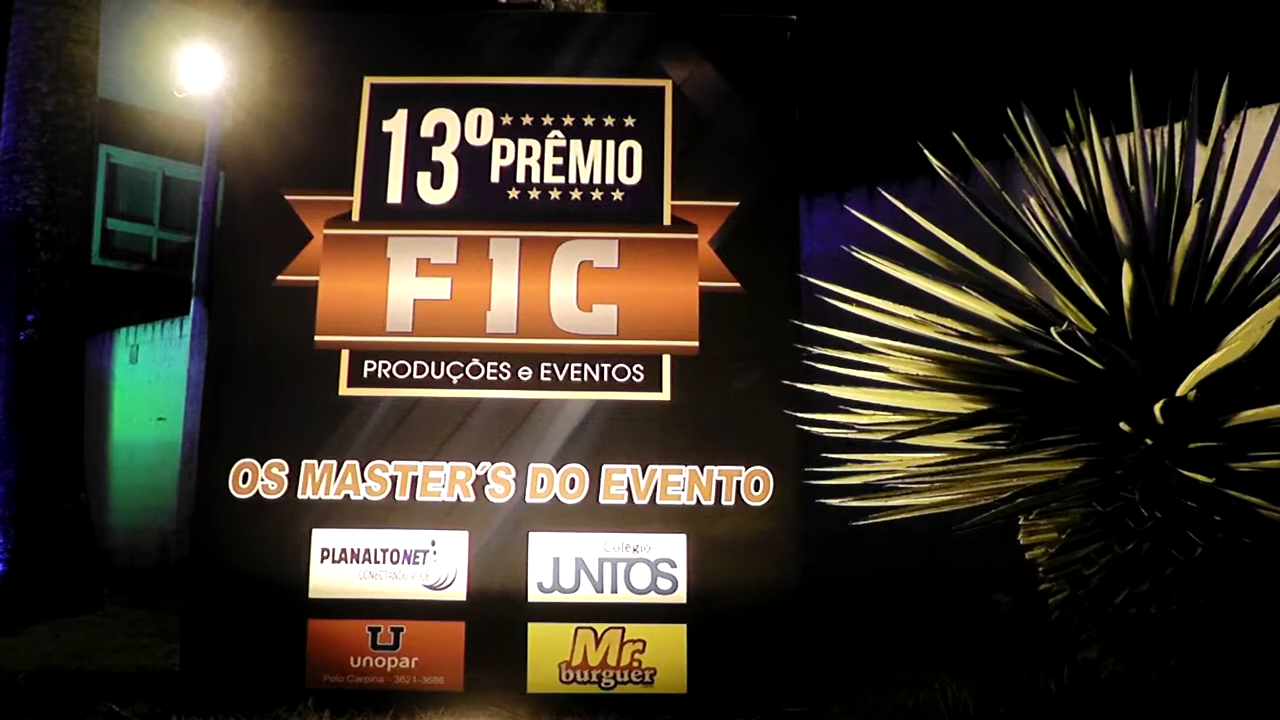 13º PRÊMIO
FIC
PRODUÇÕES e EVENTOS
OS MASTER´S DO EVENTO
PLANALTONET
CONECTANDO
Colégio
JUNTOS
U
unopar
Polo Carpina - 3621-3686
Mr.
burguer